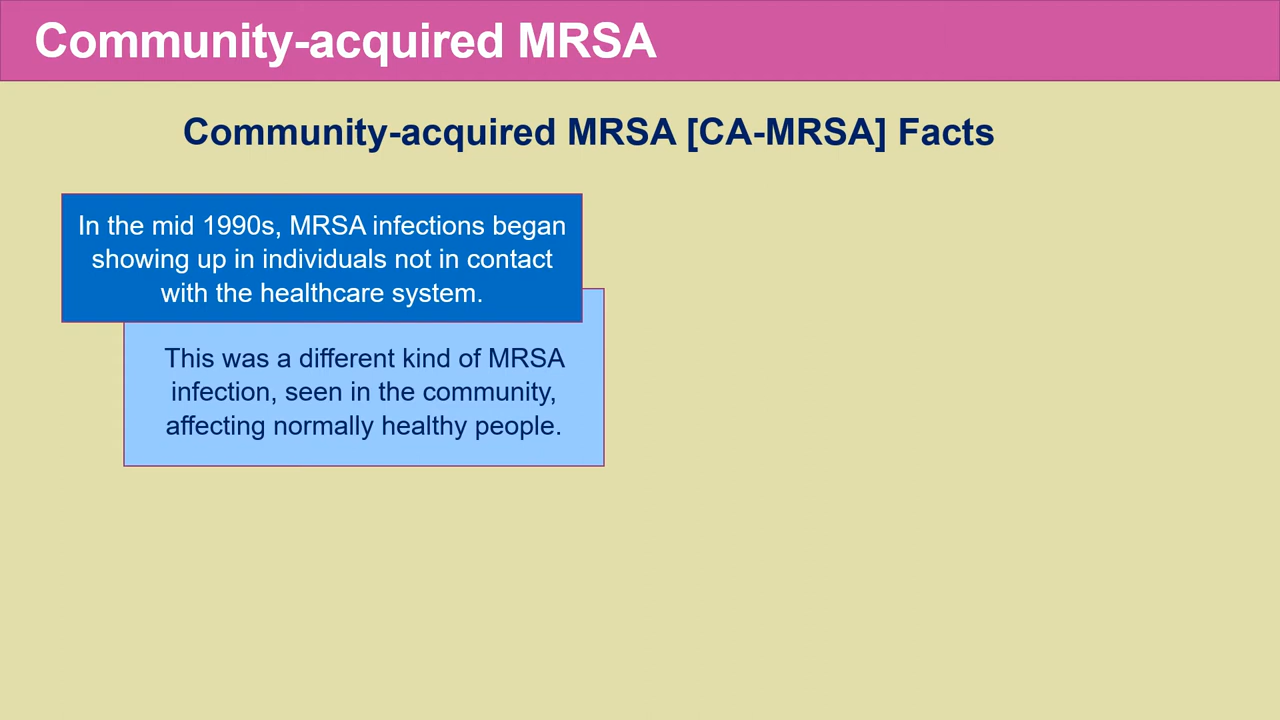 Community-acquired MRSA
Community-acquired MRSA [CA-MRSA] Facts
In the mid 1990s, MRSA infections began
showing up in individuals not in contact
with the healthcare system.
This was a different kind of MRSA
infection, seen in the community,
affecting normally healthy people.